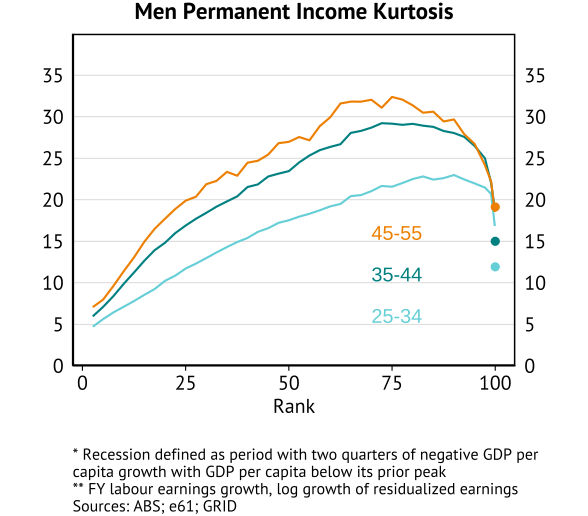 Men Permanent Income Kurtosis
35 35
30 30
25 25
20 20
15 15
10 10
5 5
0 0
45-55
35-44
25-34
0 25 50 75 100
Rank
* Recession defined as period with two quarters of negative GDP per
capita growth with GDP per capita below its prior peak
** FY labour earnings growth, log growth of residualized earnings
Sources: ABS; e61; GRID